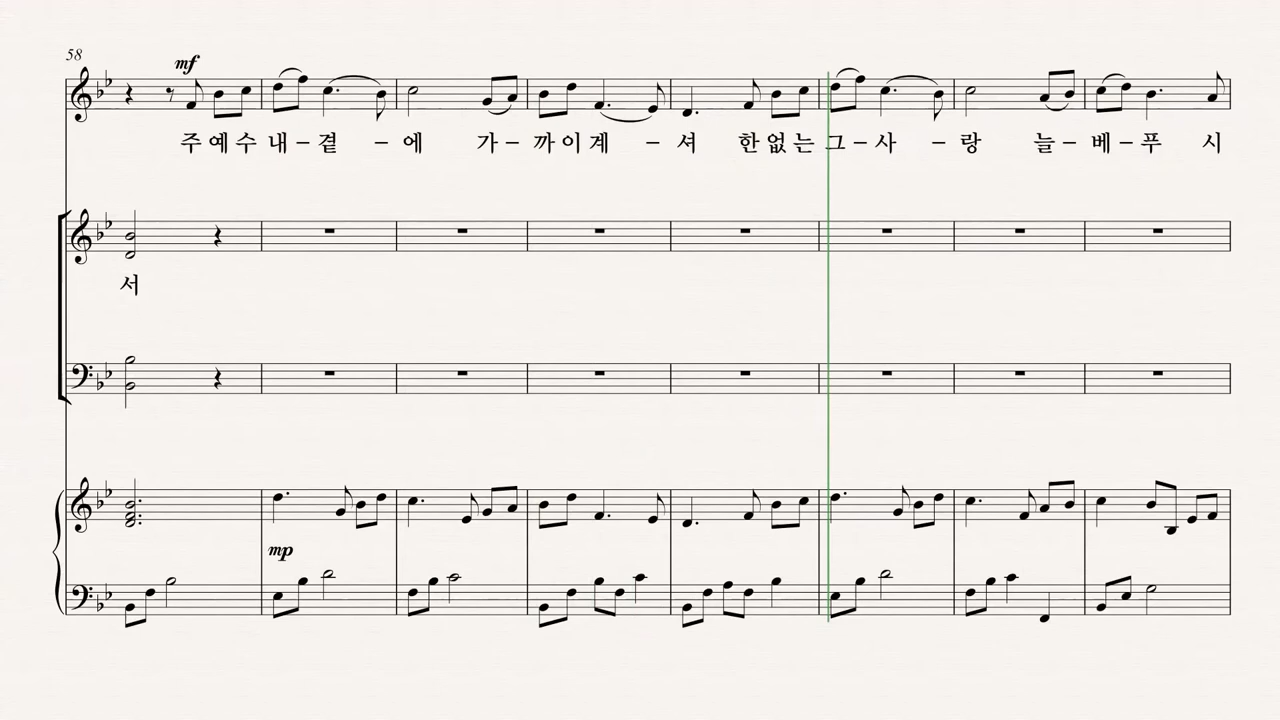 58
mf
주 예 수 내 – 곁 – 에 가 – 까 이 계 – 셔 한 없 는 그 – 사 – 랑 늘 – 베 – 푸 시
서
mp